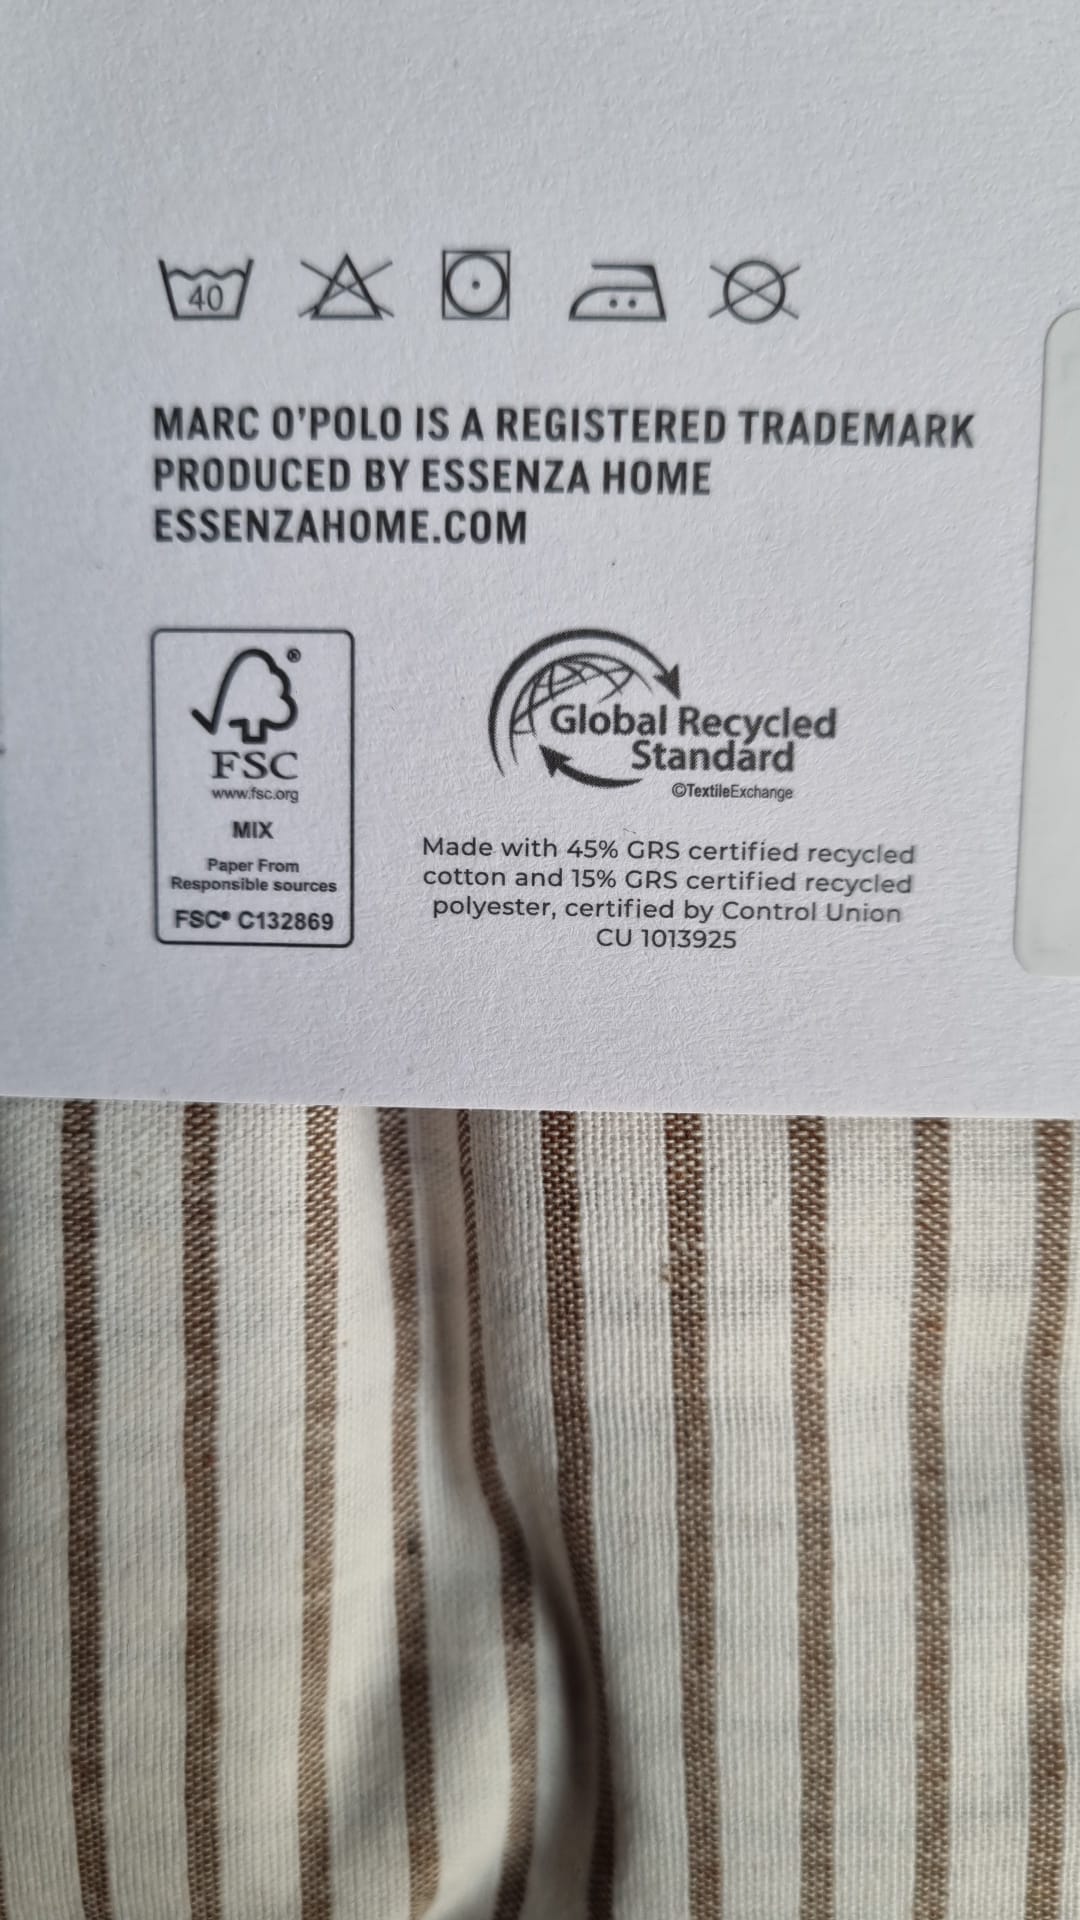 40
MARC O'POLO IS A REGISTERED TRADEMARK
PRODUCED BY ESSENZA HOME
ESSENZAHOME.COM
®
FSC
www.fsc.org
MIX
Paper From
Responsible sources
FSC® C132869
Global Recycled
Standard
©TextileExchange
Made with 45% GRS certified recycled
cotton and 15% GRS certified recycled
polyester, certified by Control Union
CU 1013925